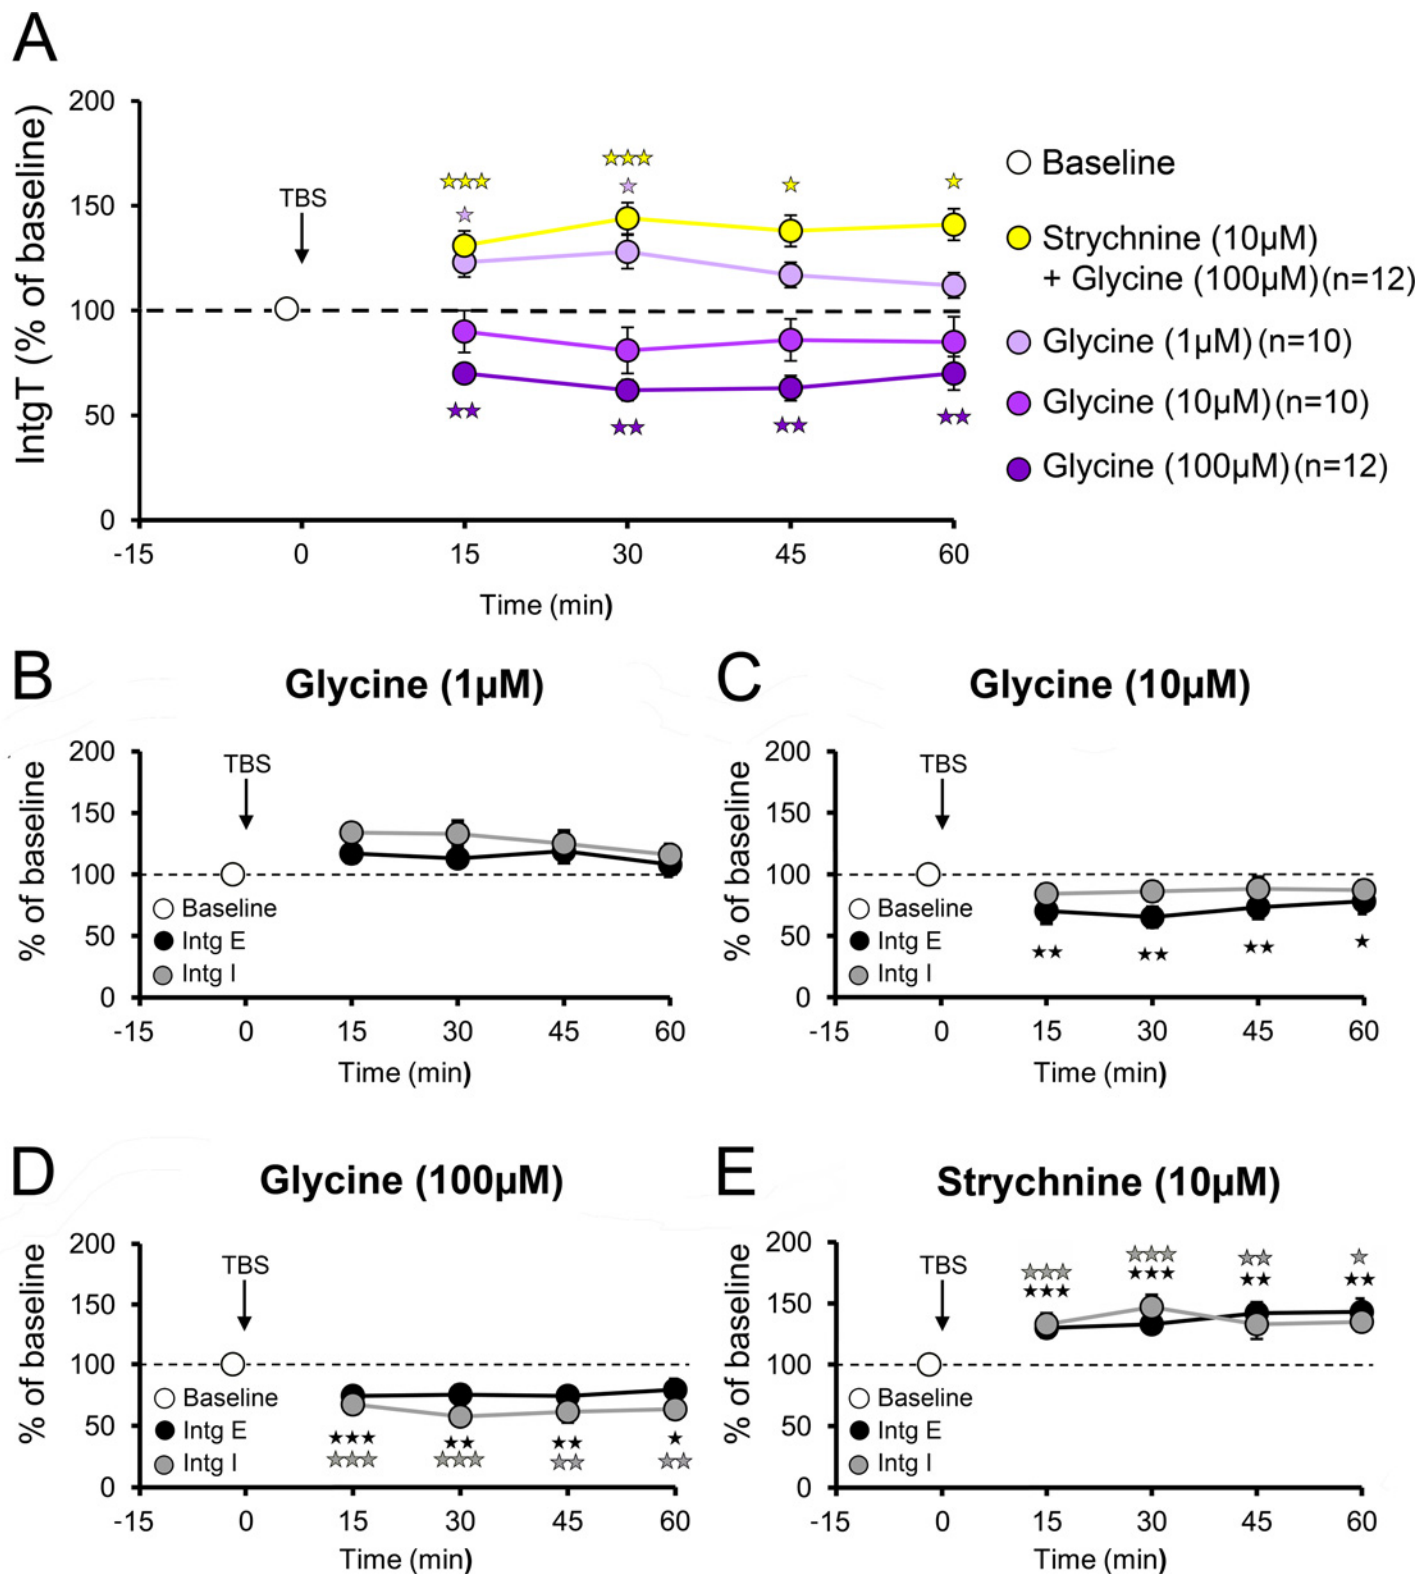 A
IntgT (% of baseline)
200
150
100
50
0
TBS
-15
0
15
30
45
60
Time (min)
Baseline
Strychnine (10µM)
+ Glycine (100µM)(n=12)
Glycine (1µM)(n=10)
Glycine (10µM)(n=10)
Glycine (100µM)(n=12)
B
Glycine (1µM)
% of baseline
200
150
100
50
0
TBS
Baseline
Intg E
Intg I
-15
0
15
30
45
60
Time (min)
C
Glycine (10µM)
% of baseline
200
150
100
50
0
TBS
Baseline
Intg E
Intg I
-15
0
15
30
45
60
Time (min)
D
Glycine (100µM)
% of baseline
200
150
100
50
0
TBS
Baseline
Intg E
Intg I
-15
0
15
30
45
60
Time (min)
E
Strychnine (10µM)
% of baseline
200
150
100
50
0
TBS
Baseline
Intg E
Intg I
-15
0
15
30
45
60
Time (min)